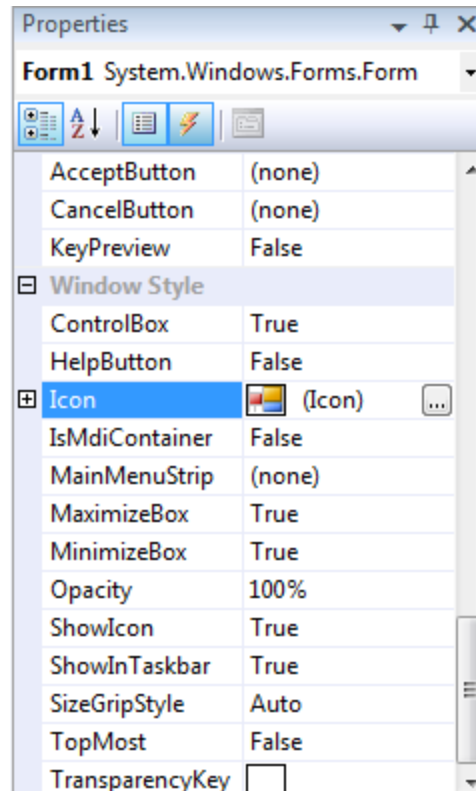 Properties
Form1 System.Windows.Forms.Form
AcceptButton (none)
CancelButton (none)
KeyPreview False
Window Style
ControlBox True
HelpButton False
Icon (Icon) ...
IsMdiContainer False
MainMenuStrip (none)
MaximizeBox True
MinimizeBox True
Opacity 100%
ShowIcon True
ShowInTaskbar True
SizeGripStyle Auto
TopMost False
TransparencyKey